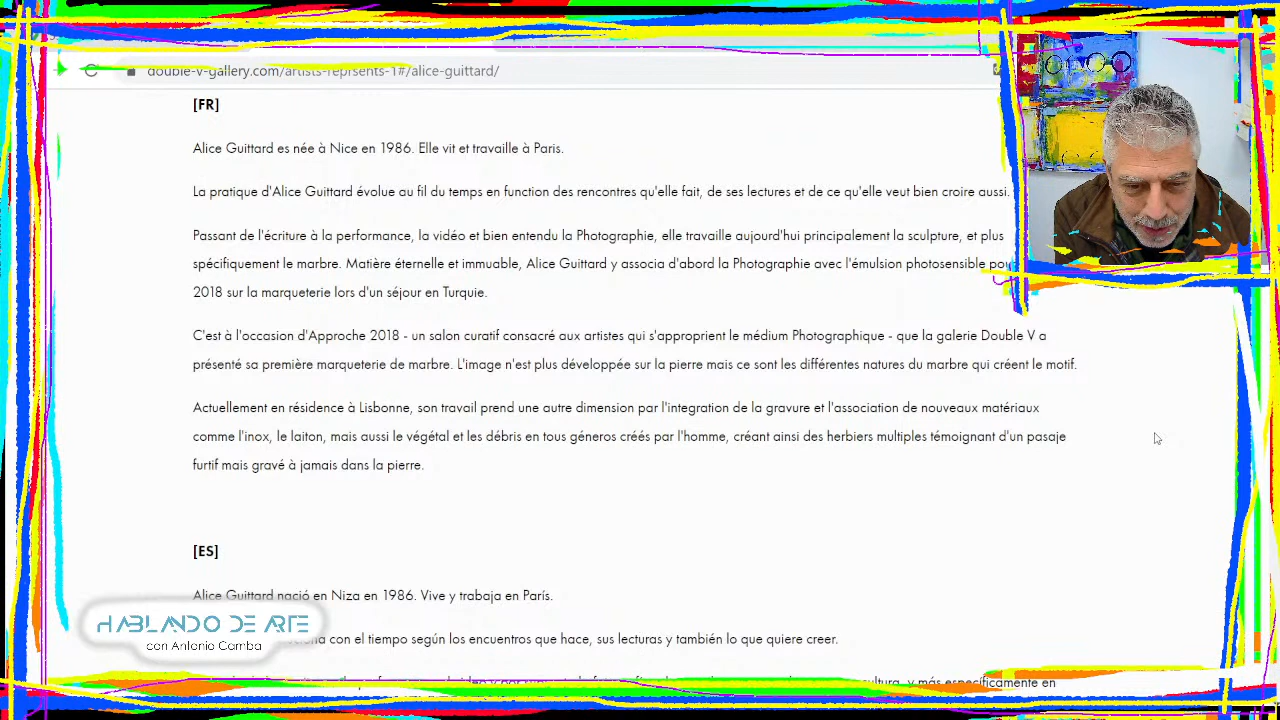 double-v-gallery.com/artists-reprsents-1#/alice-guittard/
[FR]
Alice Guittard es née à Nice en 1986. Elle vit et travaille à Paris.
La pratique d'Alice Guittard évolue au fil du temps en function des rencontres qu'elle fait, de ses lectures et de ce qu'elle veut bien croire aussi.
Passant de l'écriture à la performance, la vidéo et bien entendu la Photographie, elle travaille aujourd'hui principalement la sculpture, et plus
spécifiquement le marbre. Matière éternelle et immuable, Alice Guittard y associa d'abord la Photographie avec l'émulsion photosensible
2018 sur la marqueterie lors d'un séjour en Turquie.
C'est à l'occasion d'Approche 2018 - un salon curatif consacré aux artistes qui s'approprient le médium Photographique - que la galerie Double V a
présenté sa première marqueterie de marbre. L'image n'est plus développée sur la pierre mais ce sont les différentes natures du marbre qui créent le motif.
Actuellement en résidence à Lisbonne, son travail prend une autre dimension par l'integration de la gravure et l'association de nouveaux matériaux
comme l'inox, le laiton, mais aussi le végétal et les débris en tous géneros créés par l'homme, créant ainsi des herbiers multiples témoignant d'un pasaje
furtif mais gravé à jamais dans la pierre.
[ES]
Alice Guittard nació en Niza en 1986. Vive y trabaja en París.
con el tiempo según los encuentros que hace, sus lecturas y también lo que quiere creer.
y más específicamente en
HABLANDO DE ARTE
con Antonio Camba